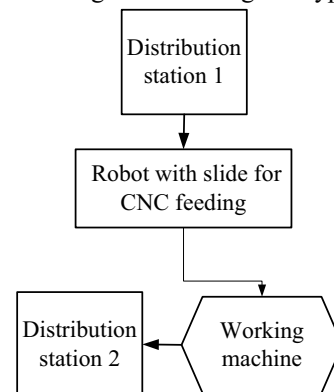 Distribution
station 1
Robot with slide for
CNC feeding
Distribution
station 2
Working
machine